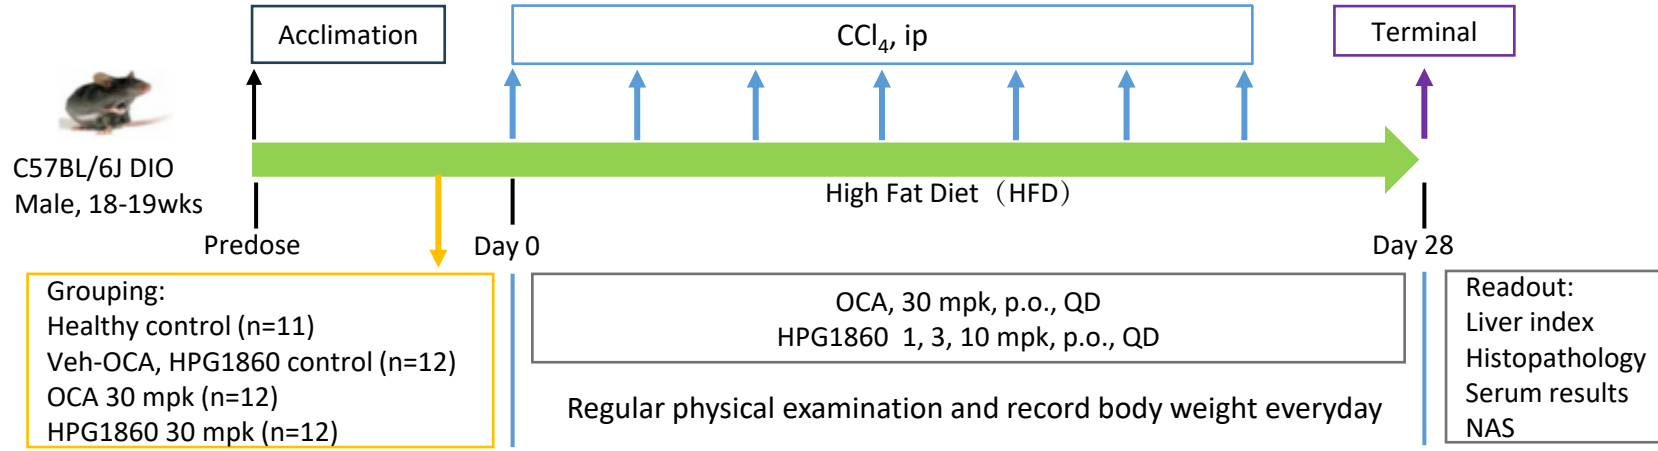 Acclimation
CCl₄, ip
Terminal
C57BL/6J DIO
Male, 18-19wks
High Fat Diet（HFD）
Predose
Day 0
Day 28
Grouping:
Healthy control (n=11)
Veh-OCA, HPG1860 control (n=12)
OCA 30 mpk (n=12)
HPG1860 30 mpk (n=12)
OCA, 30 mpk, p.o., QD
HPG1860  1, 3, 10 mpk, p.o., QD
Regular physical examination and record body weight everyday
Readout:
Liver index
Histopathology
Serum results
NAS